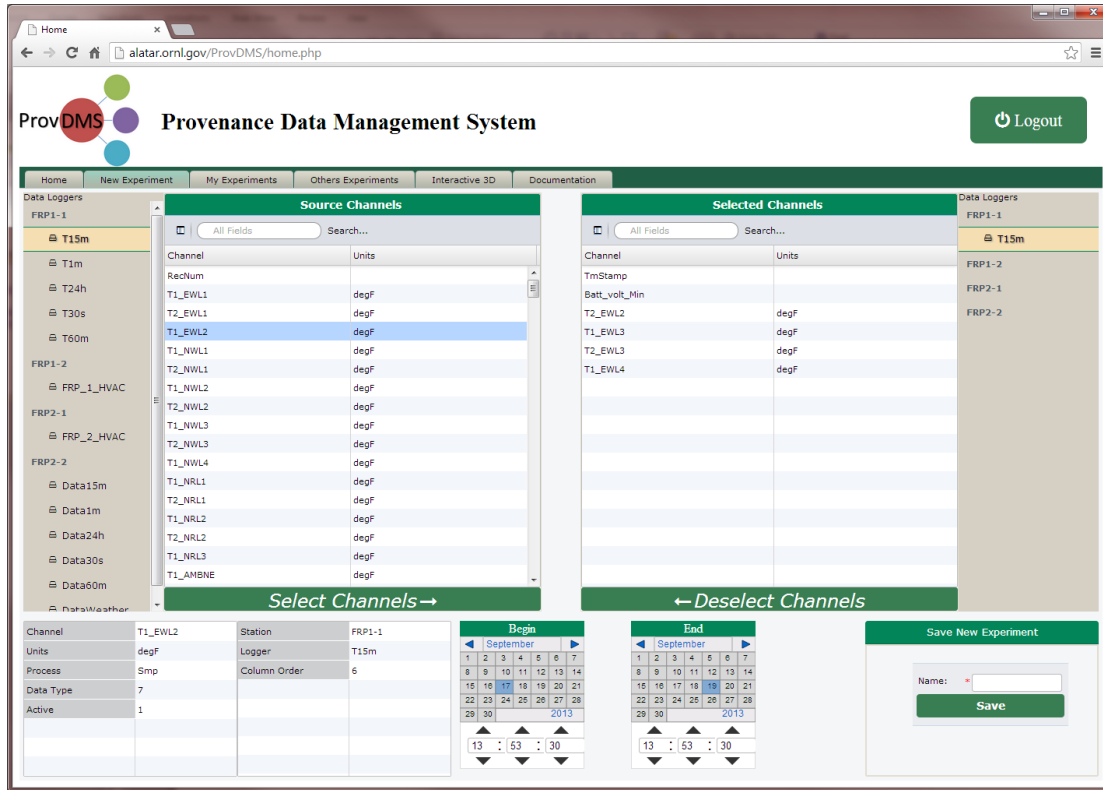 Home
alatar.ornl.gov/ProvDMS/home.php
ProvDMS
Provenance Data Management System
Logout
Home New Experiment My Experiments Others Experiments Interactive 3D Documentation
Data Loggers
FRP1-1
T15m
T1m
T24h
T30s
T60m
FRP1-2
FRP_1_HVAC
FRP2-1
FRP_2_HVAC
FRP2-2
Data15m
Data1m
Data24h
Data30s
Data60m
DataWeather
Source Channels
All Fields Search...
Channel Units
RecNum
T1_EWL1 degF
T2_EWL1 degF
T1_EWL2 degF
T1_NWL1 degF
T2_NWL1 degF
T1_NWL2 degF
T2_NWL2 degF
T1_NWL3 degF
T2_NWL3 degF
T1_NWL4 degF
T1_NRL1 degF
T2_NRL1 degF
T1_NRL2 degF
T2_NRL2 degF
T1_NRL3 degF
T1_AMBNE degF
Select Channels→
Selected Channels
All Fields Search...
Channel Units
TmStamp
Batt_volt_Min
T2_EWL2 degF
T1_EWL3 degF
T2_EWL3 degF
T1_EWL4 degF
←Deselect Channels
Data Loggers
FRP1-1
T15m
FRP1-2
FRP2-1
FRP2-2
Channel T1_EWL2 Station FRP1-1
Units degF Logger T15m
Process Smp Column Order 6
Data Type 7
Active 1
Begin
September
1 2 3 4 5 6 7
8 9 10 11 12 13 14
15 16 17 18 19 20 21
22 23 24 25 26 27 28
29 30 2013
13 : 53 : 30
End
September
1 2 3 4 5 6 7
8 9 10 11 12 13 14
15 16 17 18 19 20 21
22 23 24 25 26 27 28
29 30 2013
13 : 53 : 30
Save New Experiment
Name: *
Save